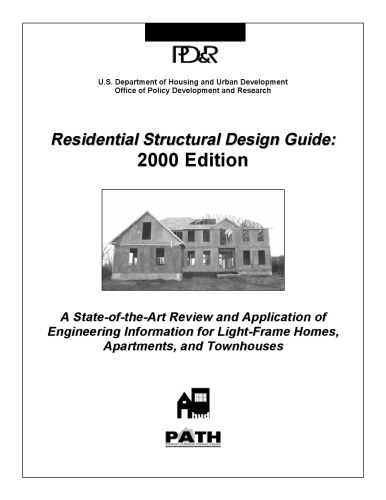 PD&R
U.S. Department of Housing and Urban Development
Office of Policy Development and Research
Residential Structural Design Guide:
2000 Edition
A State-of-the-Art Review and Application of
Engineering Information for Light-Frame Homes,
Apartments, and Townhouses
hud
PATH